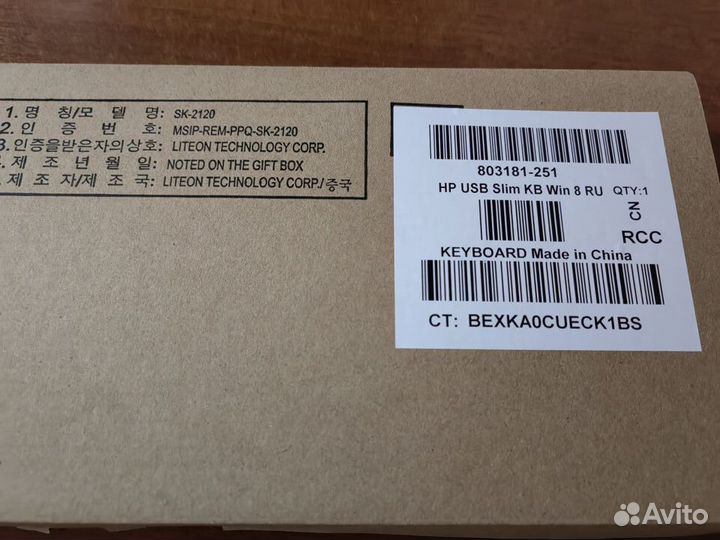 1. 명 칭/모 델 명: SK-2120
2. 인 증 번 호: MSIP-REM-PPQ-SK-2120
3. 인증을받은자의상호: LITEON TECHNOLOGY CORP.
. 제 조 년 월 일: NOTED ON THE GIFT BOX
. 제 조 자/제 조 국: LITEON TECHNOLOGY CORP./중국
803181-251
HP USB Slim KB Win 8 RU QTY:1
CN
RCC
KEYBOARD Made in China
CT: BEXKA0CUECK1BS
Avito